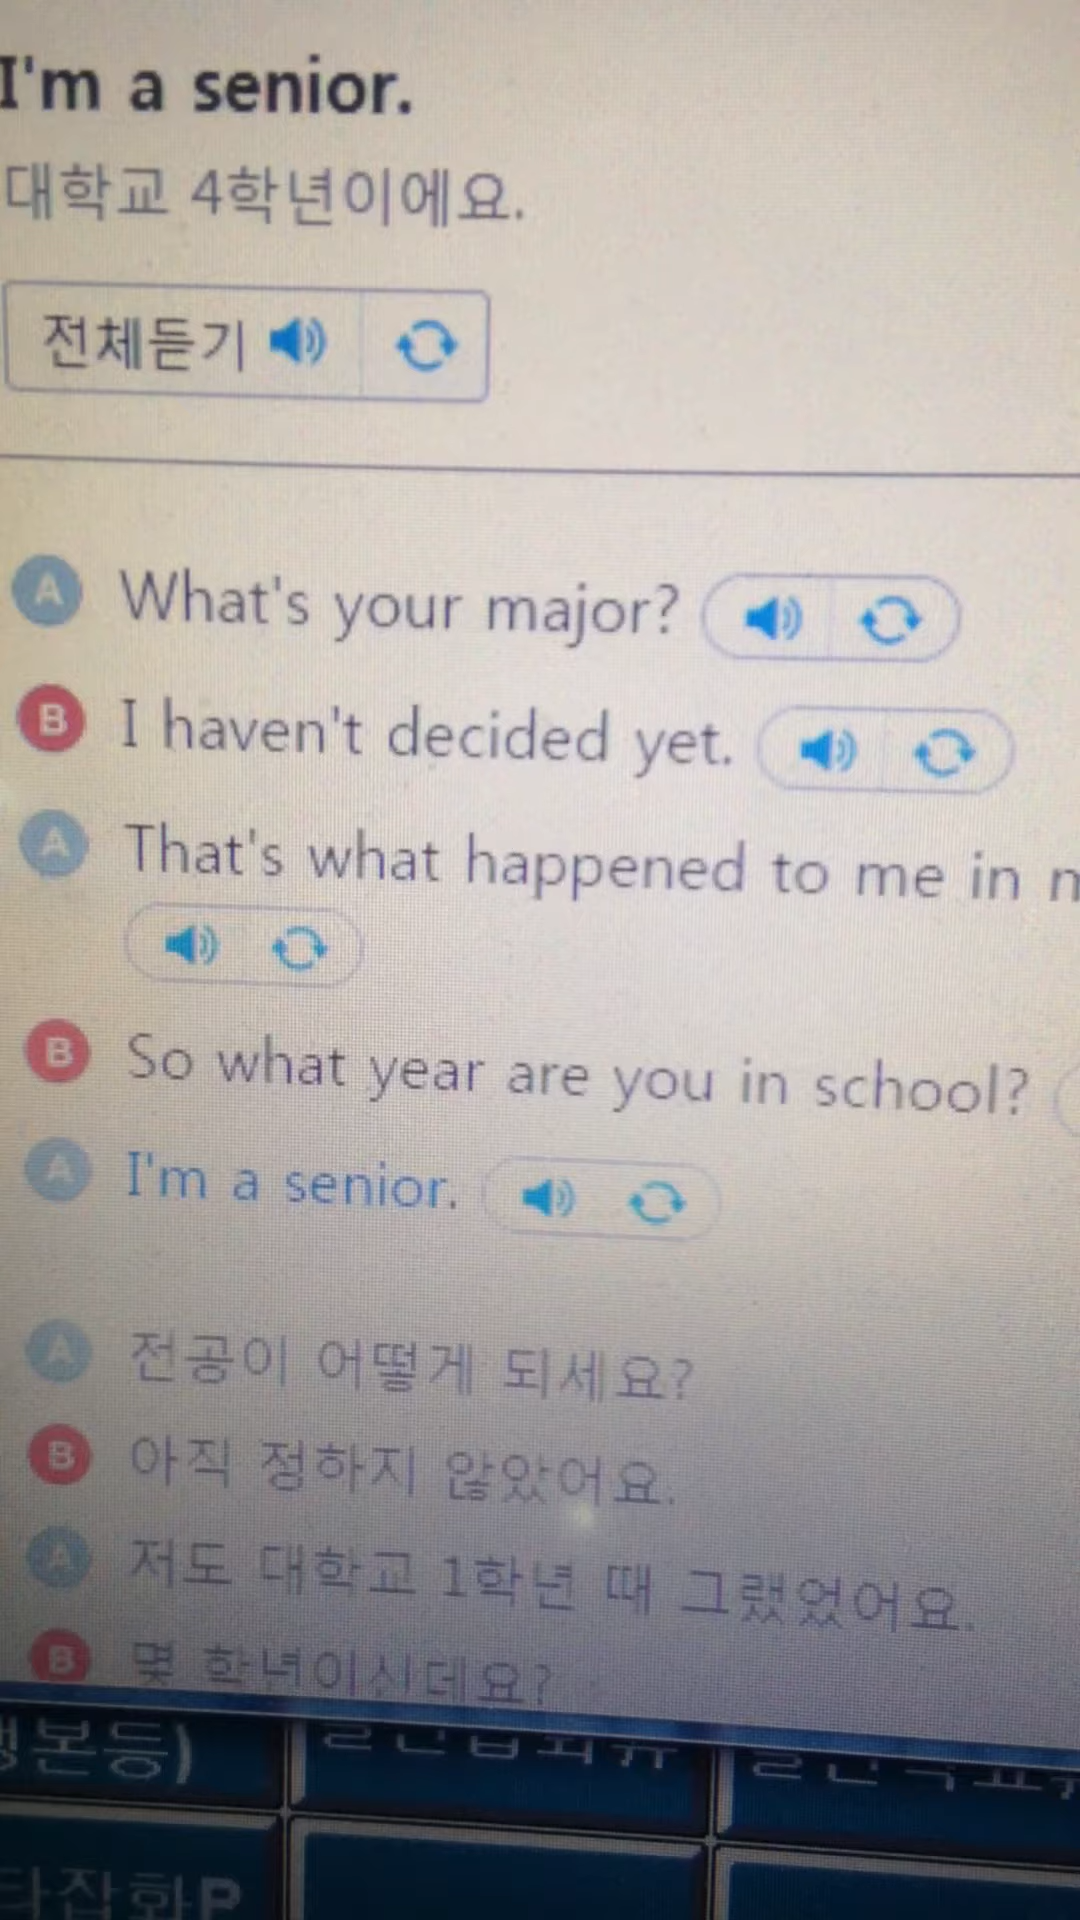 I'm a senior.
대학교 4학년이에요.
전체듣기
A What's your major?
B I haven't decided yet.
A That's what happened to me in
B So what year are you in school?
A I'm a senior.
A 전공이 어떻게 되세요?
B 아직 정하지 않았어요.
A 저도 대학교 1학년 때 그랬었어요.
B 몇 학년이신데요?